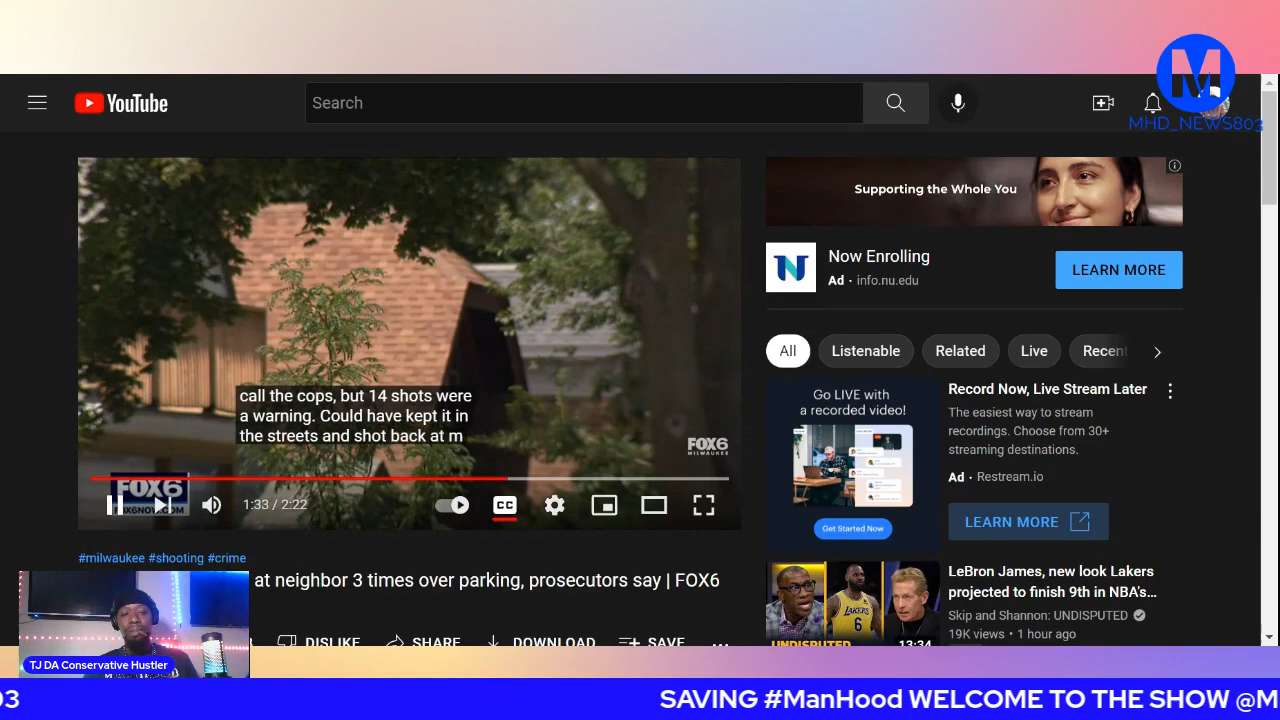 M
MHD_NEWS803
YouTube
Search
Supporting the Whole You
Now Enrolling
Ad · info.nu.edu
LEARN MORE
All
Listenable
Related
Live
Recent
call the cops, but 14 shots were
a warning. Could have kept it in
the streets and shot back at m
FOX6
MILWAUKEE
FOX6
FOX6NOW.COM
1:33 / 2:22
CC
Go LIVE with
a recorded video!
Get Started Now
Record Now, Live Stream Later
The easiest way to stream
recordings. Choose from 30+
streaming destinations.
Ad · Restream.io
LEARN MORE
#milwaukee #shooting #crime
at neighbor 3 times over parking, prosecutors say | FOX6
DISLIKE
SHARE
DOWNLOAD
SAVE
LAKERS
6
UNDISPUTED
13:34
LeBron James, new look Lakers
projected to finish 9th in NBA's...
Skip and Shannon: UNDISPUTED
19K views • 1 hour ago
TJ DA Conservative Hustler
03
SAVING #ManHood WELCOME TO THE SHOW @M